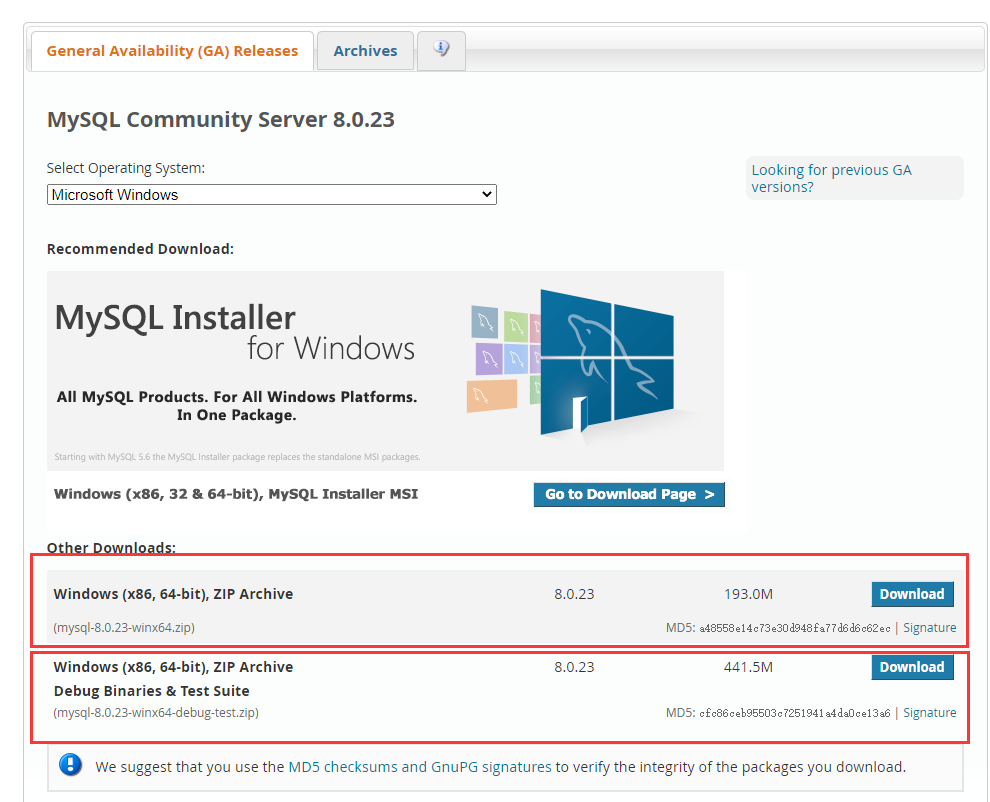 General Availability (GA) Releases
Archives
MySQL Community Server 8.0.23
Select Operating System:
Microsoft Windows
Looking for previous GA
versions?
Recommended Download:
MySQL Installer
for Windows
All MySQL Products. For All Windows Platforms.
In One Package.
Starting with MySQL 5.6 the MySQL Installer package replaces the standalone MSI packages.
Windows (x86, 32 & 64-bit), MySQL Installer MSI
Go to Download Page >
Other Downloads:
Windows (x86, 64-bit), ZIP Archive 8.0.23 193.0M Download
(mysql-8.0.23-winx64.zip) MD5: a48558e14c73e30d948fa77d6d6c62ec | Signature
Windows (x86, 64-bit), ZIP Archive 8.0.23 441.5M Download
Debug Binaries & Test Suite
(mysql-8.0.23-winx64-debug-test.zip) MD5: cfc86ceb95503c7251941a4da0ce13a6 | Signature
We suggest that you use the MD5 checksums and GnuPG signatures to verify the integrity of the packages you download.